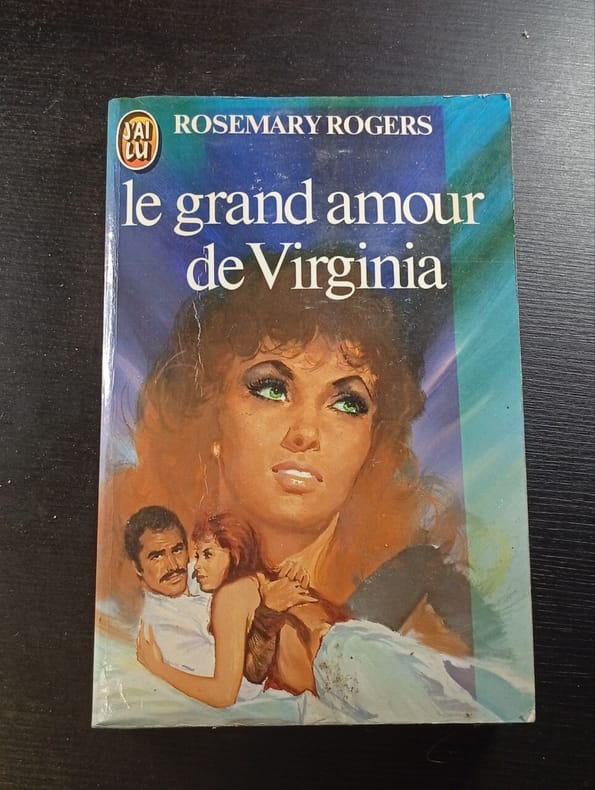 J'AI
LU
ROSEMARY ROGERS
le grand amour
de Virginia